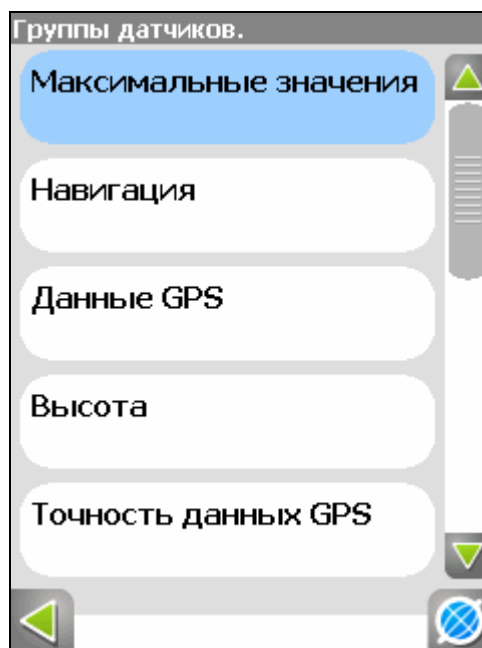 Группы датчиков.
Максимальные значения
Навигация
Данные GPS
Высота
Точность данных GPS